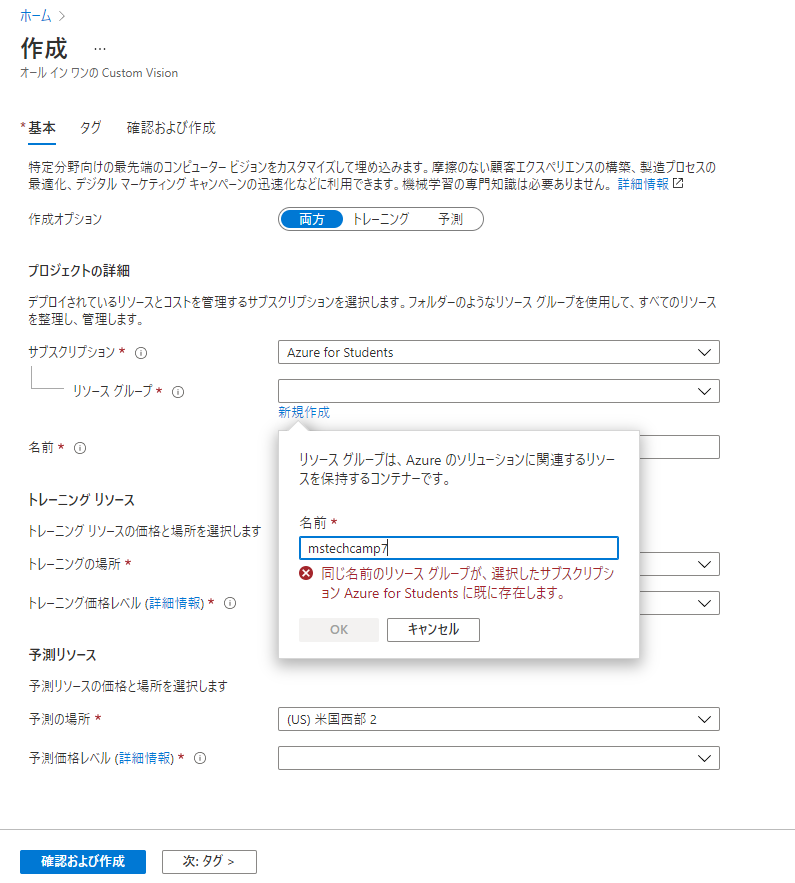 ホーム >
作成 ...
オール イン ワンの Custom Vision
* 基本 タグ 確認および作成
特定分野向けの最先端のコンピューター ビジョンをカスタマイズして埋め込みます。摩擦のない顧客エクスペリエンスの構築、製造プロセスの
最適化、デジタル マーケティング キャンペーンの迅速化などに利用できます。機械学習の専門知識は必要ありません。 詳細情報
作成オプション 両方 トレーニング 予測
プロジェクトの詳細
デプロイされているリソースとコストを管理するサブスクリプションを選択します。フォルダーのようなリソース グループを使用して、すべてのリソース
を整理し、管理します。
サブスクリプション * Azure for Students
リソース グループ *
新規作成
リソース グループは、Azure のソリューションに関連するリソー
スを保持するコンテナーです。
名前 *
mstechcamp7
同じ名前のリソース グループが、選択したサブスクリプシ
ョン Azure for Students に既に存在します。
OK キャンセル
名前 *
トレーニング リソース
トレーニング リソースの価格と場所を選択します
トレーニングの場所 *
トレーニング価格レベル (詳細情報) *
予測リソース
予測リソースの価格と場所を選択します
予測の場所 * (US) 米国西部 2
予測価格レベル (詳細情報) *
確認および作成 次: タグ >